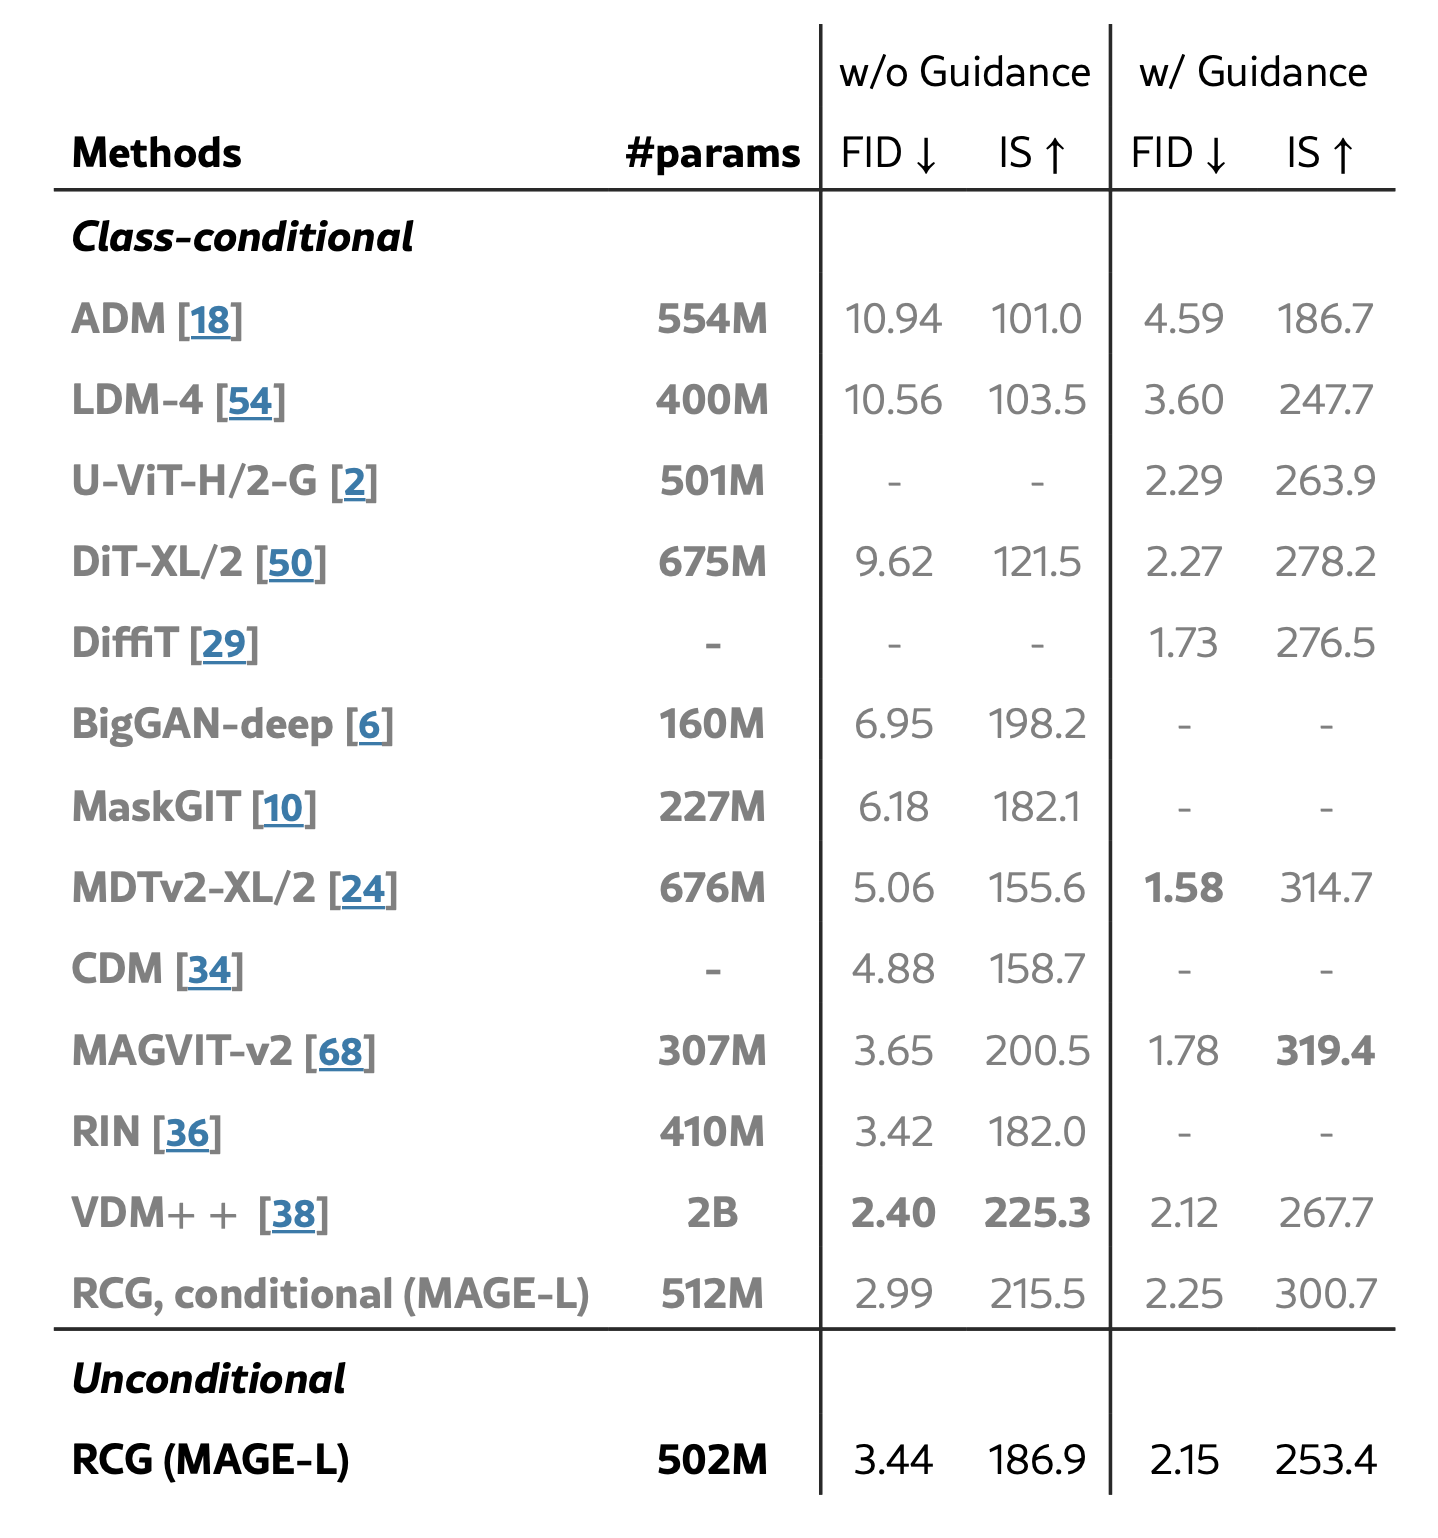 w/o Guidance w/ Guidance
Methods #params FID ↓ IS ↑ FID ↓ IS ↑
Class-conditional
ADM [18] 554M 10.94 101.0 4.59 186.7
LDM-4 [54] 400M 10.56 103.5 3.60 247.7
U-ViT-H/2-G [2] 501M - - 2.29 263.9
DiT-XL/2 [50] 675M 9.62 121.5 2.27 278.2
DiffiT [29] - - - 1.73 276.5
BigGAN-deep [6] 160M 6.95 198.2 - -
MaskGIT [10] 227M 6.18 182.1 - -
MDTv2-XL/2 [24] 676M 5.06 155.6 1.58 314.7
CDM [34] - 4.88 158.7 - -
MAGVIT-v2 [68] 307M 3.65 200.5 1.78 319.4
RIN [36] 410M 3.42 182.0 - -
VDM+ + [38] 2B 2.40 225.3 2.12 267.7
RCG, conditional (MAGE-L) 512M 2.99 215.5 2.25 300.7
Unconditional
RCG (MAGE-L) 502M 3.44 186.9 2.15 253.4